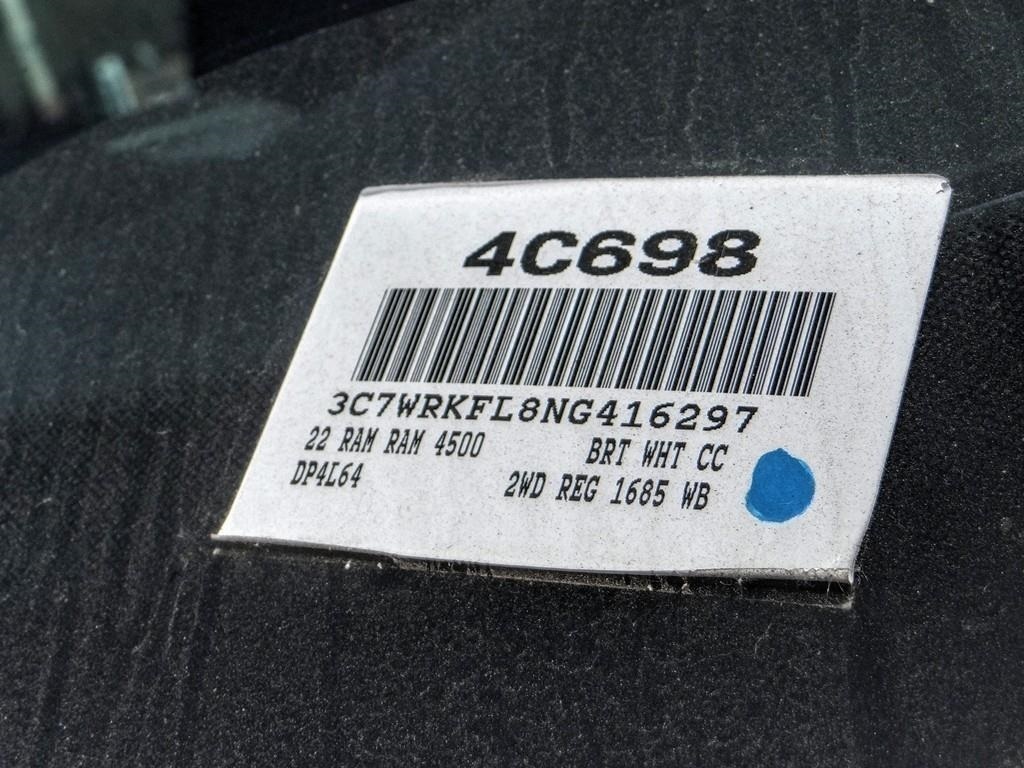 4C698
3C7WRKFL8NG416297
22 RAM RAM 4500 BRT WHT CC
DP4L64 2WD REG 1685 WB